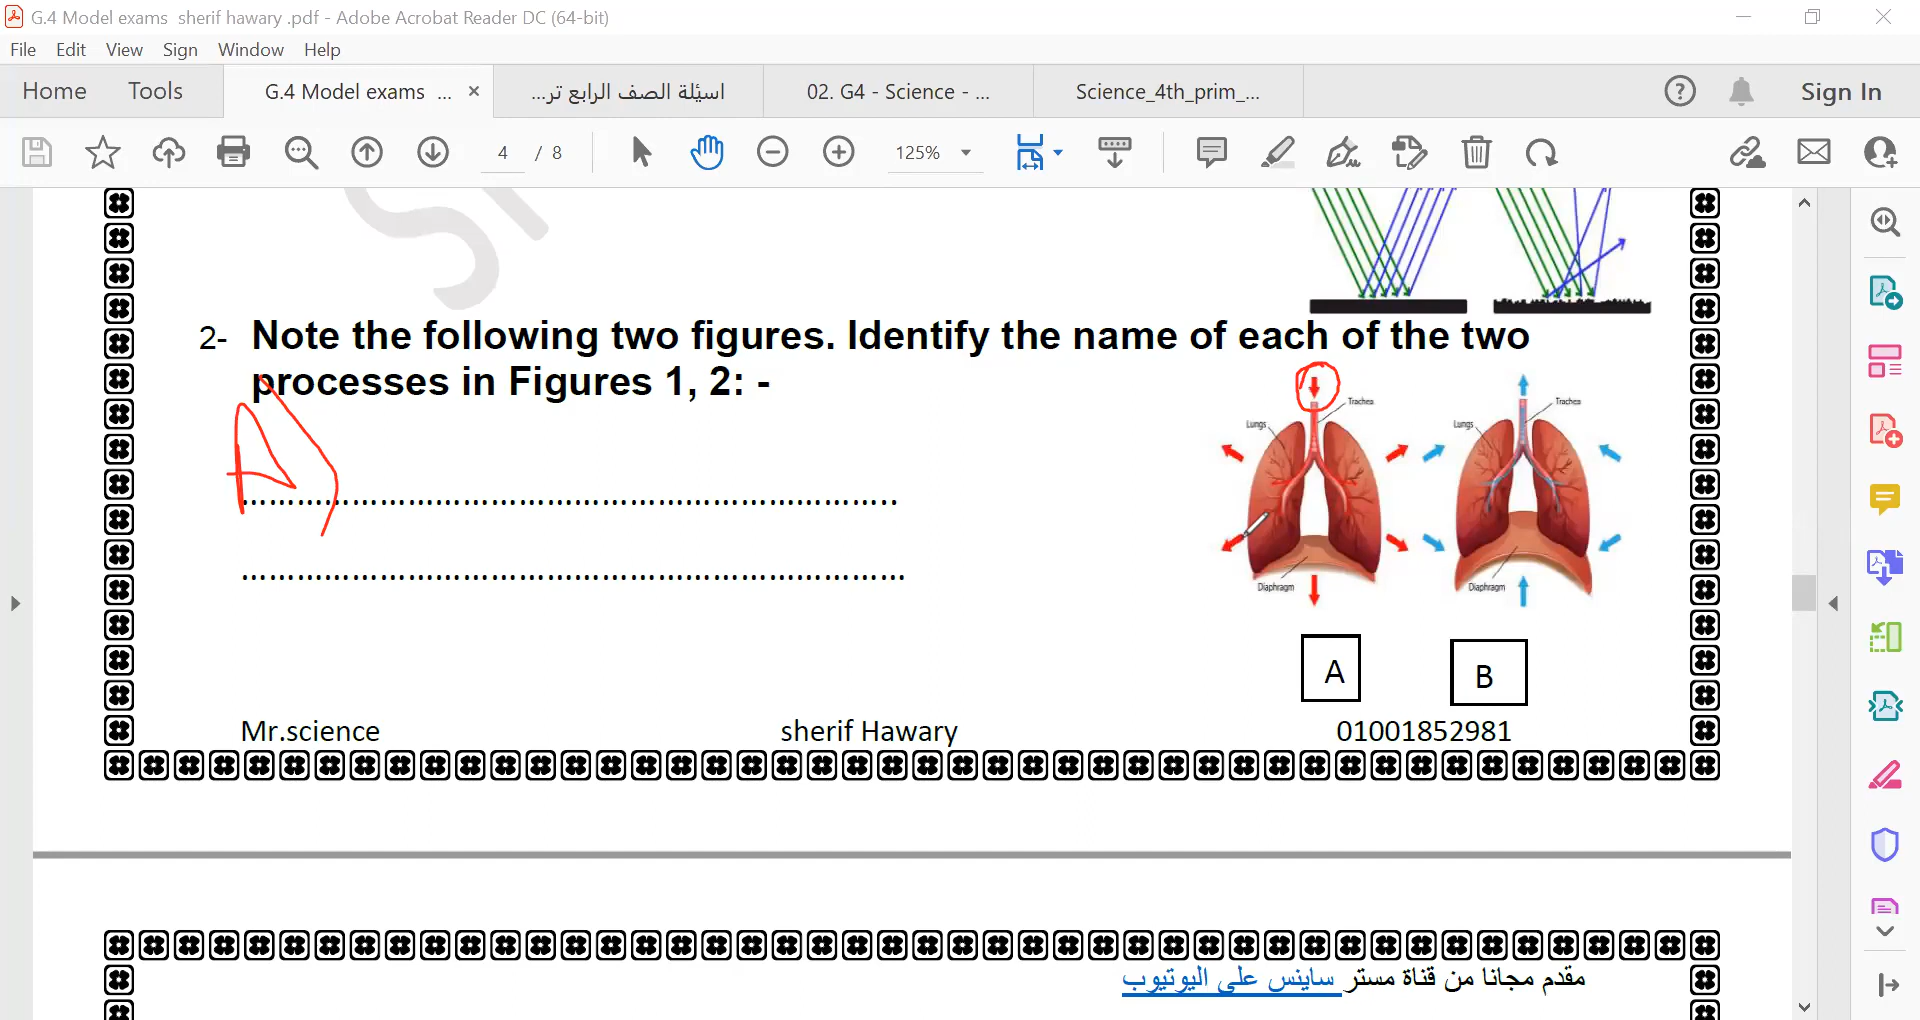 G.4 Model exams sherif hawary .pdf - Adobe Acrobat Reader DC (64-bit)
File Edit View Sign Window Help
Home Tools G.4 Model exams ... × اسئلة الصف الرابع تر... 02. G4 - Science - ... Science_4th_prim_... Sign In
4 / 8 125%
2- Note the following two figures. Identify the name of each of the two
processes in Figures 1, 2: -
A)
Trachea Trachea
Lungs Lungs
Diaphragm Diaphragm
A B
Mr.science sherif Hawary 01001852981
مقدم مجانا من قناة مستر ساينس على اليوتيوب